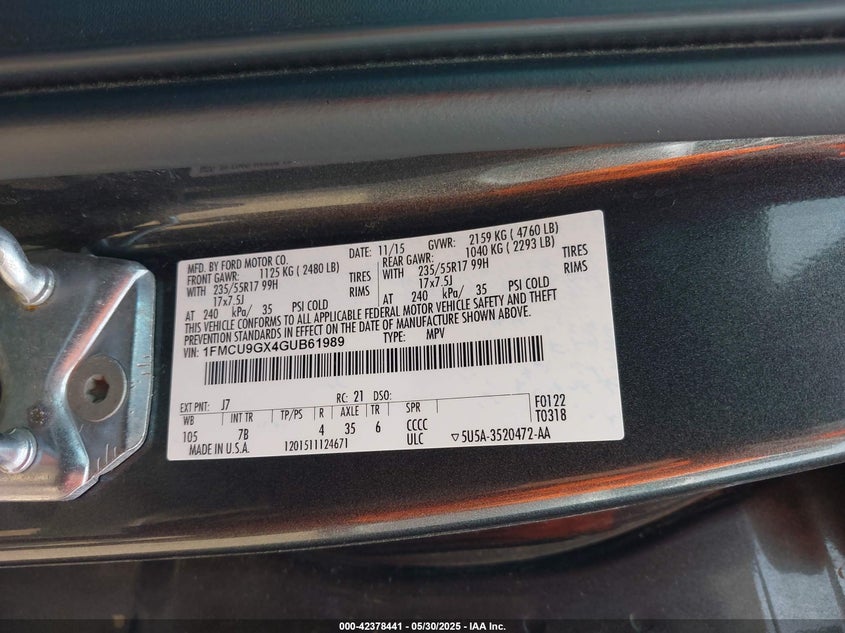 MFD. BY FORD MOTOR CO.
DATE: 11/15 GVWR: 2159 KG ( 4760 LB)
FRONT GAWR: 1125 KG ( 2480 LB) REAR GAWR: 1040 KG ( 2293 LB)
WITH 235/55R17 99H TIRES WITH 235/55R17 99H TIRES
17x7.5J RIMS 17x7.5J RIMS
AT 240 kPa/ 35 PSI COLD AT 240 kPa/ 35 PSI COLD
THIS VEHICLE CONFORMS TO ALL APPLICABLE FEDERAL MOTOR VEHICLE SAFETY AND THEFT
PREVENTION STANDARDS IN EFFECT ON THE DATE OF MANUFACTURE SHOWN ABOVE.
VIN: 1FMCU9GX4GUB61989 TYPE: MPV
EXT PNT: J7 RC: 21 DSO:
WB INT TR TP/PS R AXLE TR SPR F0122
105 7B 4 35 6 CCCC T0318
MADE IN U.S.A. 1201511124671 ULC ▽5U5A-3520472-AA
000-42378441 — 05/30/2025 — IAA Inc.